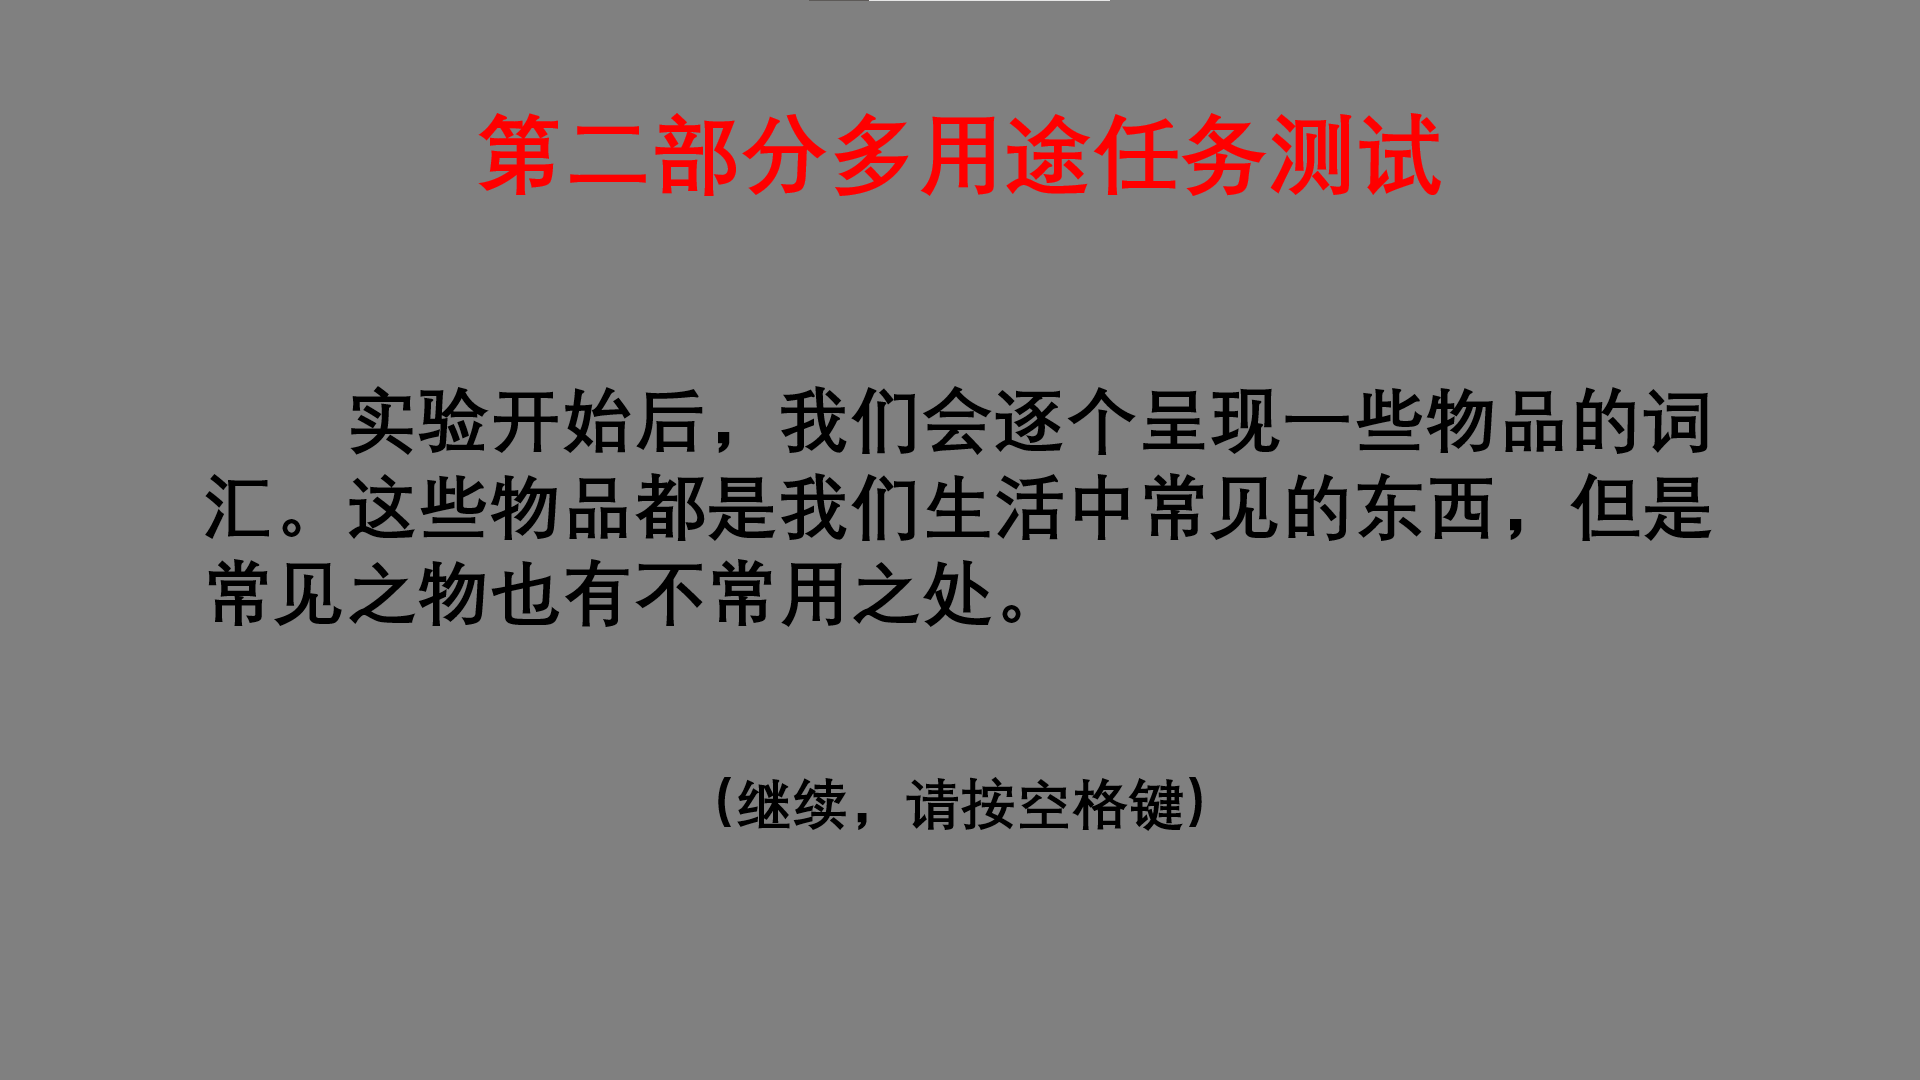 第二部分多用途任务测试
实验开始后，我们会逐个呈现一些物品的词
汇。这些物品都是我们生活中常见的东西，但是
常见之物也有不常用之处。
(继续，请按空格键)